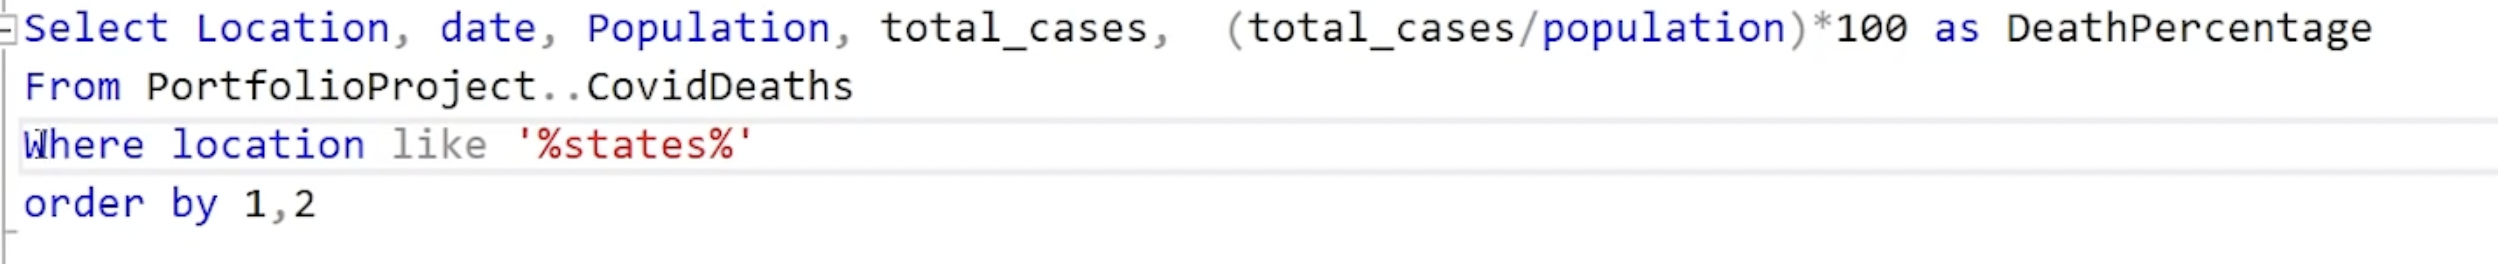 Select Location, date, Population, total_cases,  (total_cases/population)*100 as DeathPercentage
From PortfolioProject..CovidDeaths
Where location like '%states%'
order by 1,2